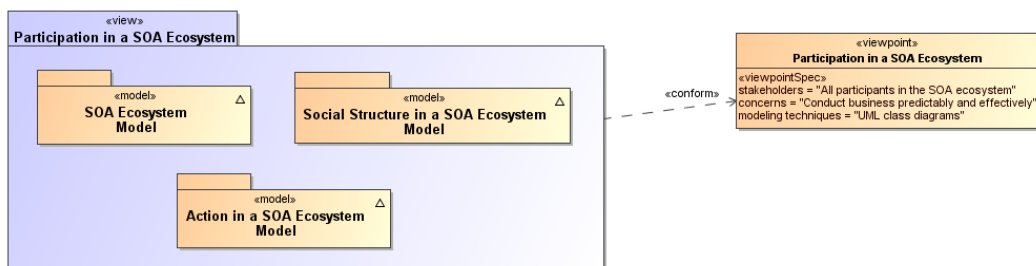 «view»
Participation in a SOA Ecosystem
«model»
SOA Ecosystem
Model
«model»
Social Structure in a SOA Ecosystem
Model
«model»
Action in a SOA Ecosystem
Model
«conform»
«viewpoint»
Participation in a SOA Ecosystem
«viewpointSpec»
stakeholders = "All participants in the SOA ecosystem"
concerns = "Conduct business predictably and effectively"
modeling techniques = "UML class diagrams"